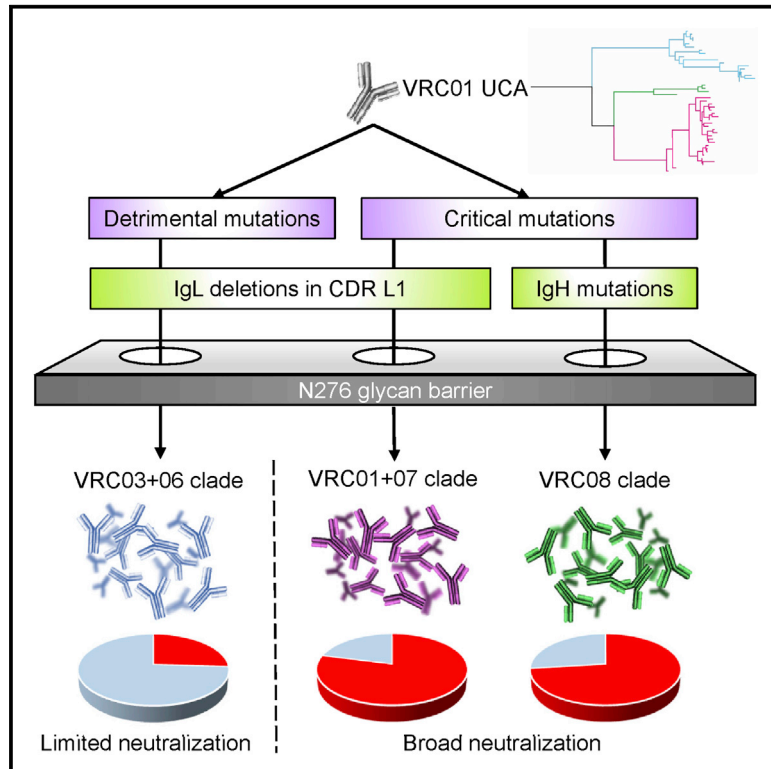 VRC01 UCA
Detrimental mutations
Critical mutations
IgL deletions in CDR L1
IgH mutations
N276 glycan barrier
VRC03+06 clade
VRC01+07 clade
VRC08 clade
Limited neutralization
Broad neutralization